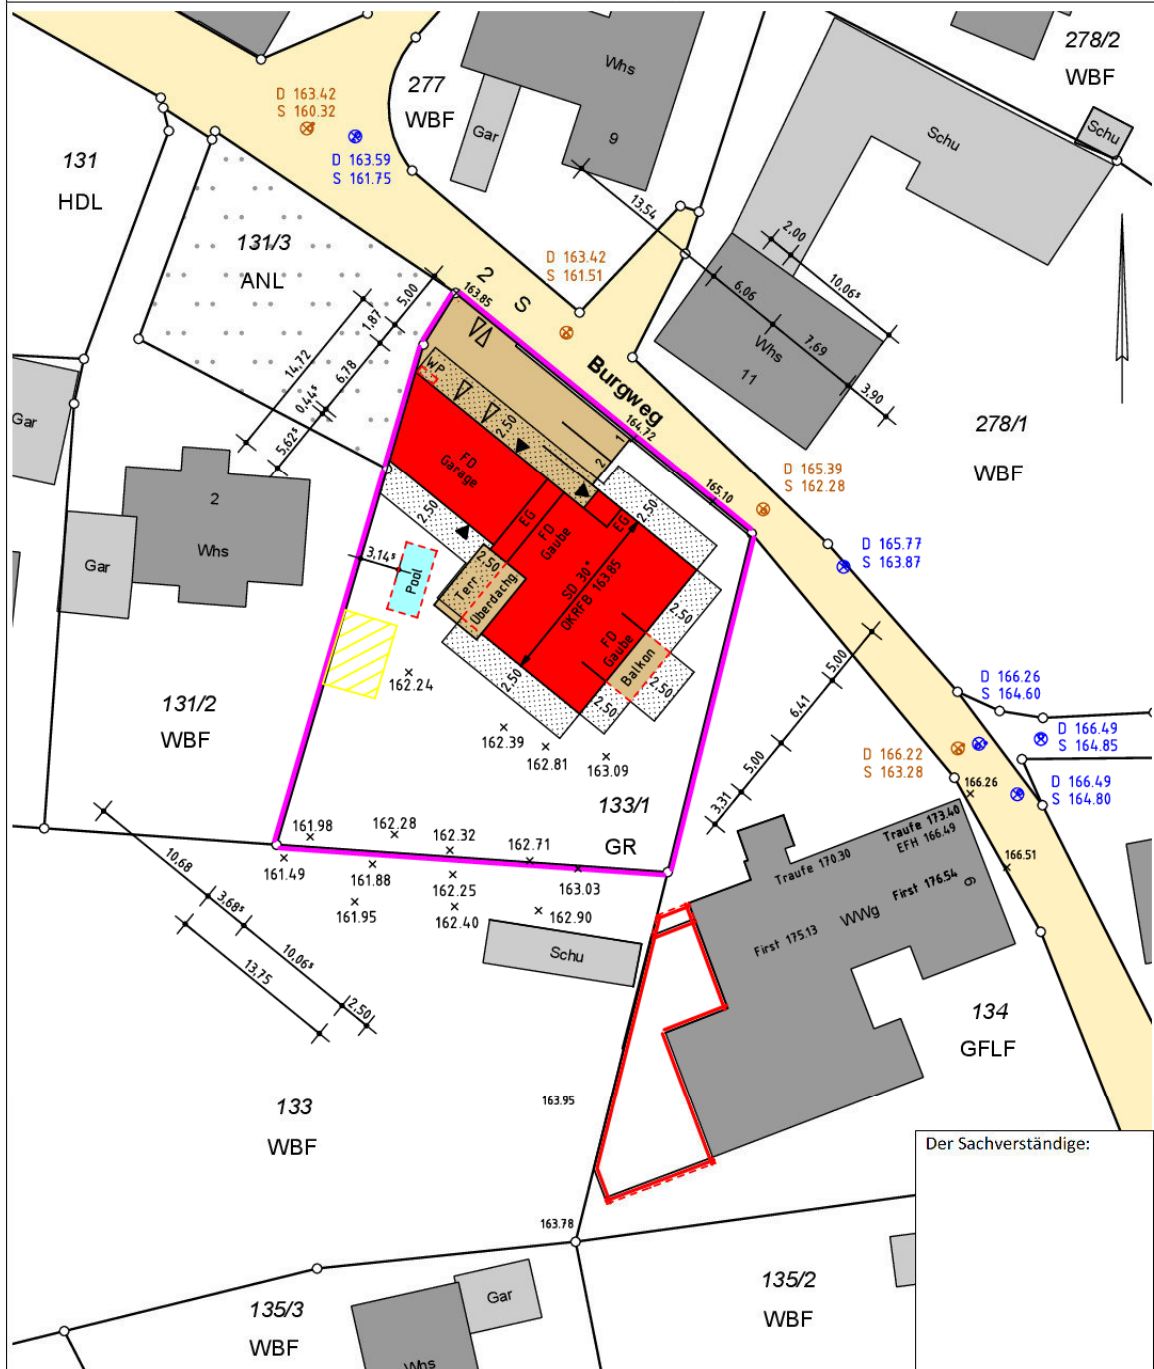 278/2
WBF
Whs
9
277
WBF
Gar
Schu
Schu
D 163.42
S 160.32
D 163.59
S 161.75
131
HDL
131/3
ANL
13,54
2,00
10,06⁵
D 163.42
S 161.51
2 S
163.85
5,00
1,87
6,78
0,44⁵
5,62⁵
14,72
6,06
7,69
3,90
Whs
11
Burgweg
164.72
165.10
278/1
WBF
WP
2,50
1
2
FD
Garage
EG
FD
Gaube
EG
2,50
2,50
SD 30°
OKRFB 163.85
2,50
Terr.
Überdachg.
FD
Gaube
Balkon
2,50
2,50
2,50
2,50
3,14⁵
Pool
Gar
2
Whs
Gar
D 165.39
S 162.28
D 165.77
S 163.87
D 166.26
S 164.60
D 166.49
S 164.85
D 166.22
S 163.28
D 166.49
S 164.80
166.26
166.51
131/2
WBF
162.24
162.39
162.81
163.09
5,00
6,41
5,00
3,31
133/1
GR
161.98
162.28
162.32
162.71
161.49
161.88
162.25
163.03
161.95
162.40
162.90
10,68
3,68⁵
10,06⁵
2,50
13,75
Schu
Traufe 173.40
EFH 166.49
Traufe 170.30
First 176.54
First 175.13
WWg
6
134
GFLF
133
WBF
163.95
163.78
Der Sachverständige:
135/3
WBF
Gar
Whs
135/2
WBF